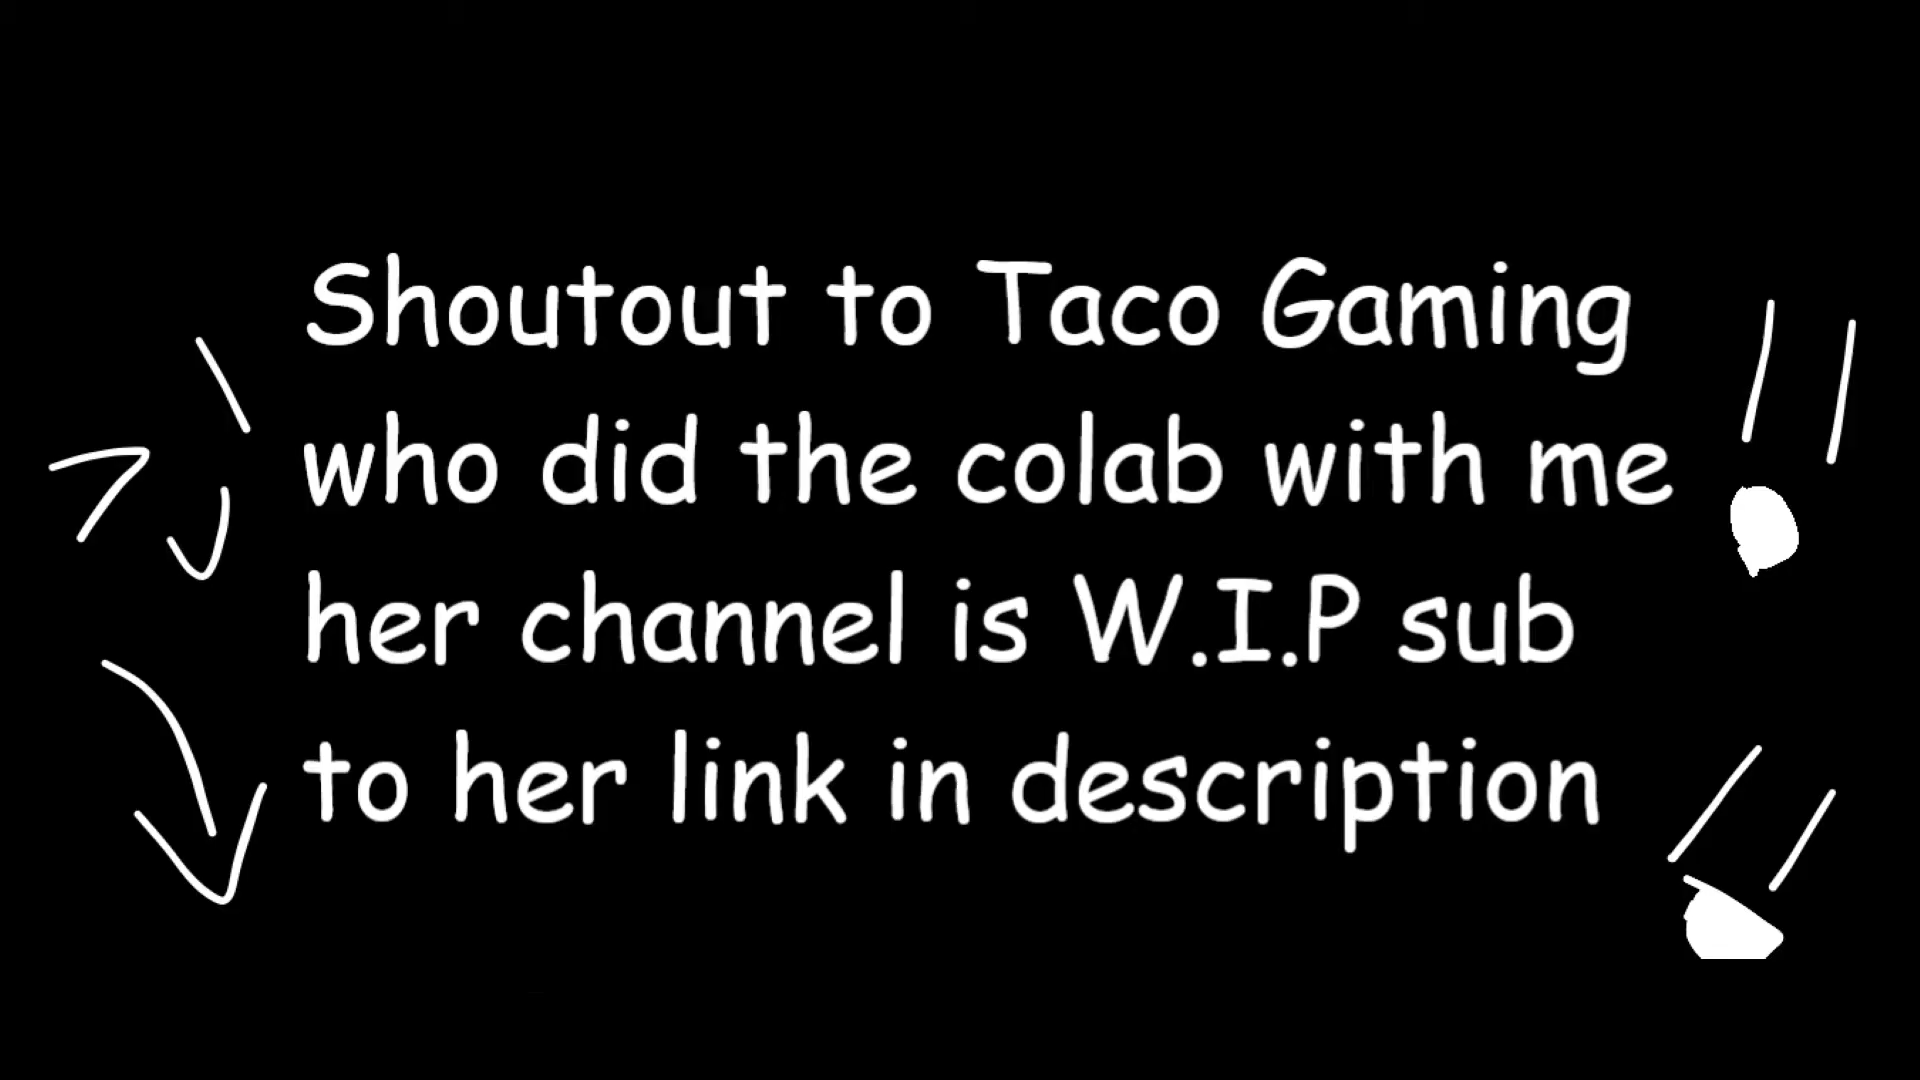 Shoutout to Taco Gaming
who did the colab with me
her channel is W.I.P sub
to her link in description